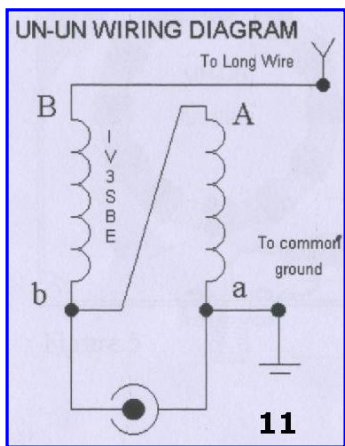 UN-UN WIRING DIAGRAM
To Long Wire
B
A
I
V
3
S
B
E
To common
ground
b
a
11